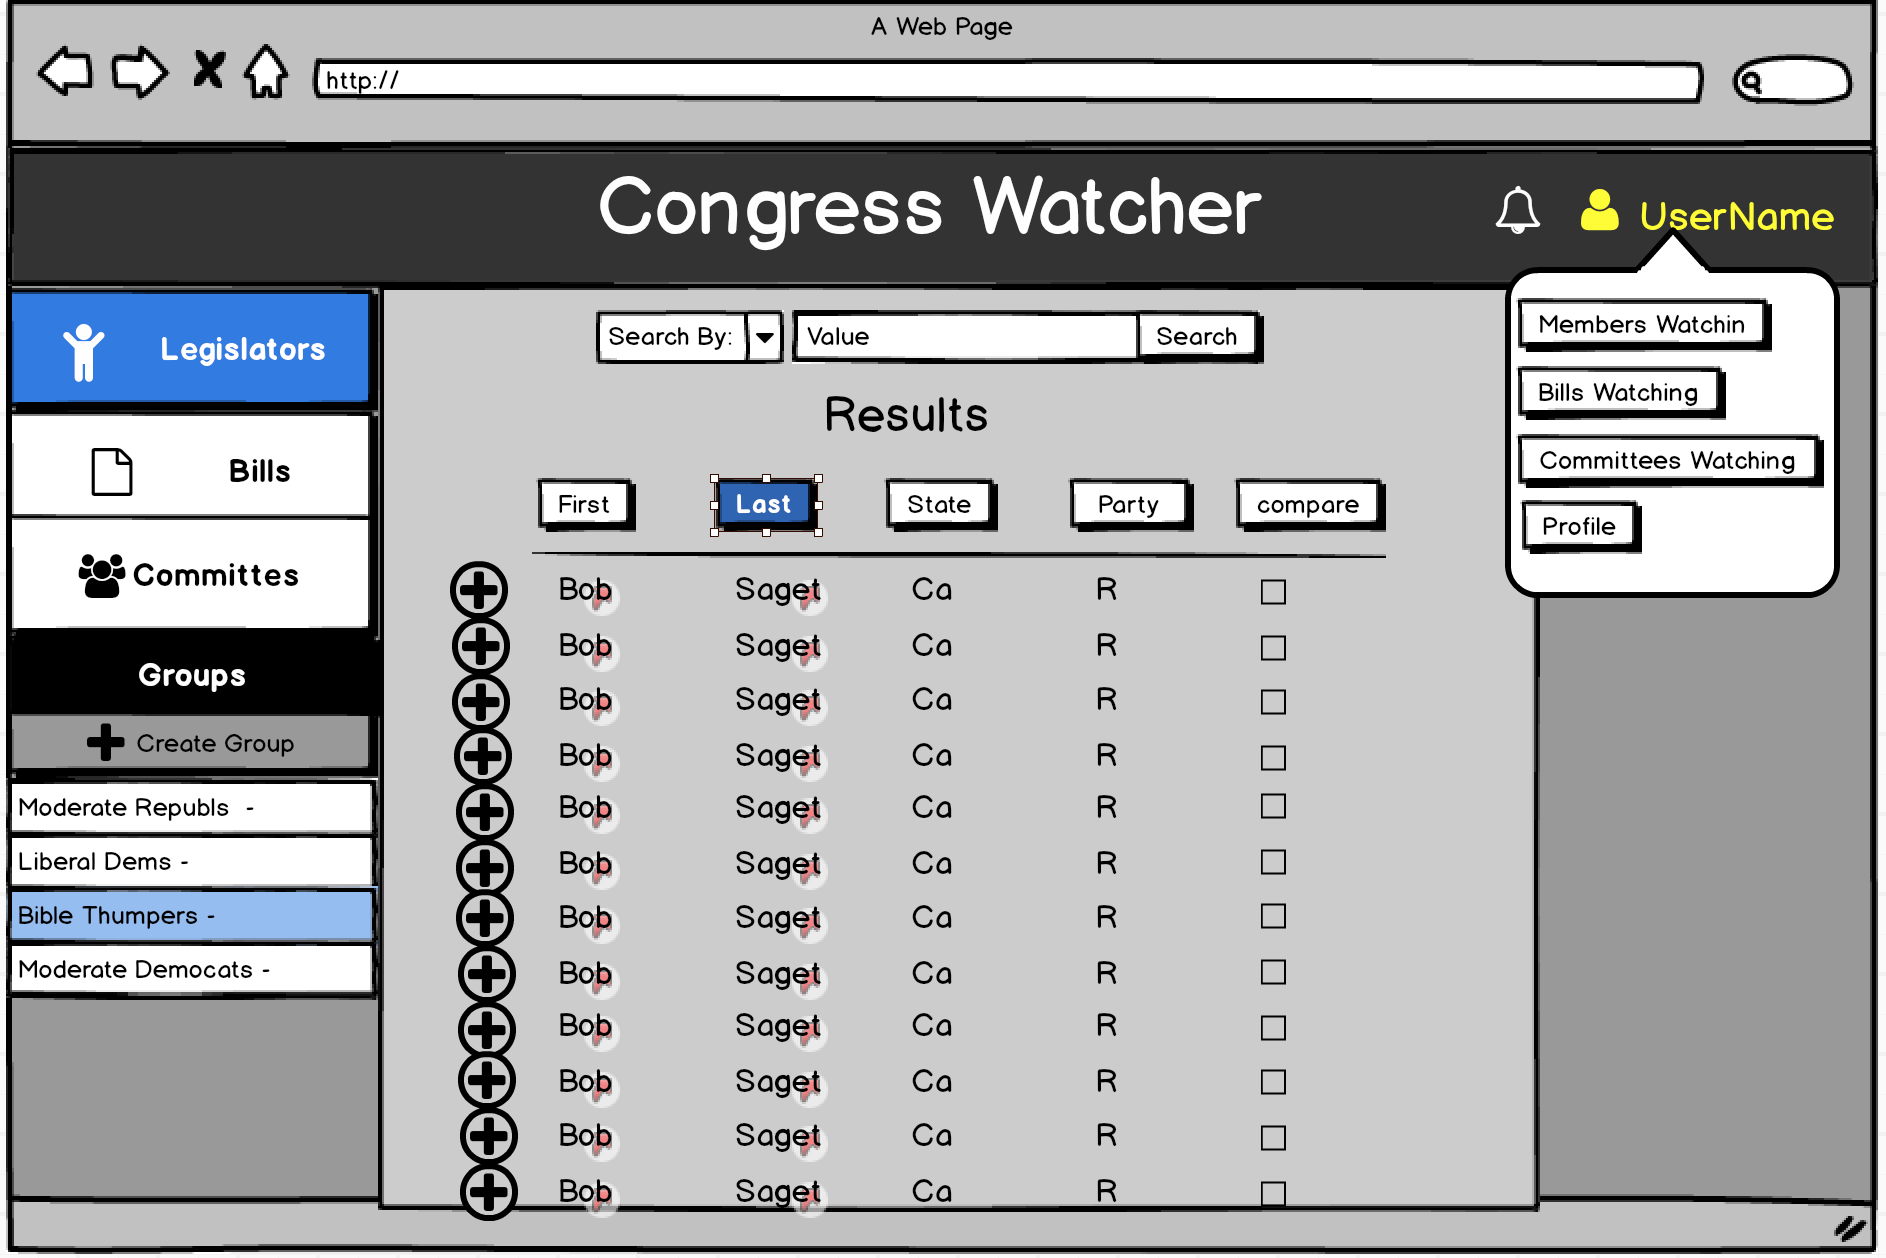 A Web Page
http://
Congress Watcher
UserName
Members Watchin
Bills Watching
Committees Watching
Profile
Legislators
Bills
Committes
Groups
Create Group
Moderate Republs -
Liberal Dems -
Bible Thumpers -
Moderate Democats -
Search By: Value Search
Results
First Last State Party compare
Bob Saget Ca R
Bob Saget Ca R
Bob Saget Ca R
Bob Saget Ca R
Bob Saget Ca R
Bob Saget Ca R
Bob Saget Ca R
Bob Saget Ca R
Bob Saget Ca R
Bob Saget Ca R
Bob Saget Ca R
Bob Saget Ca R